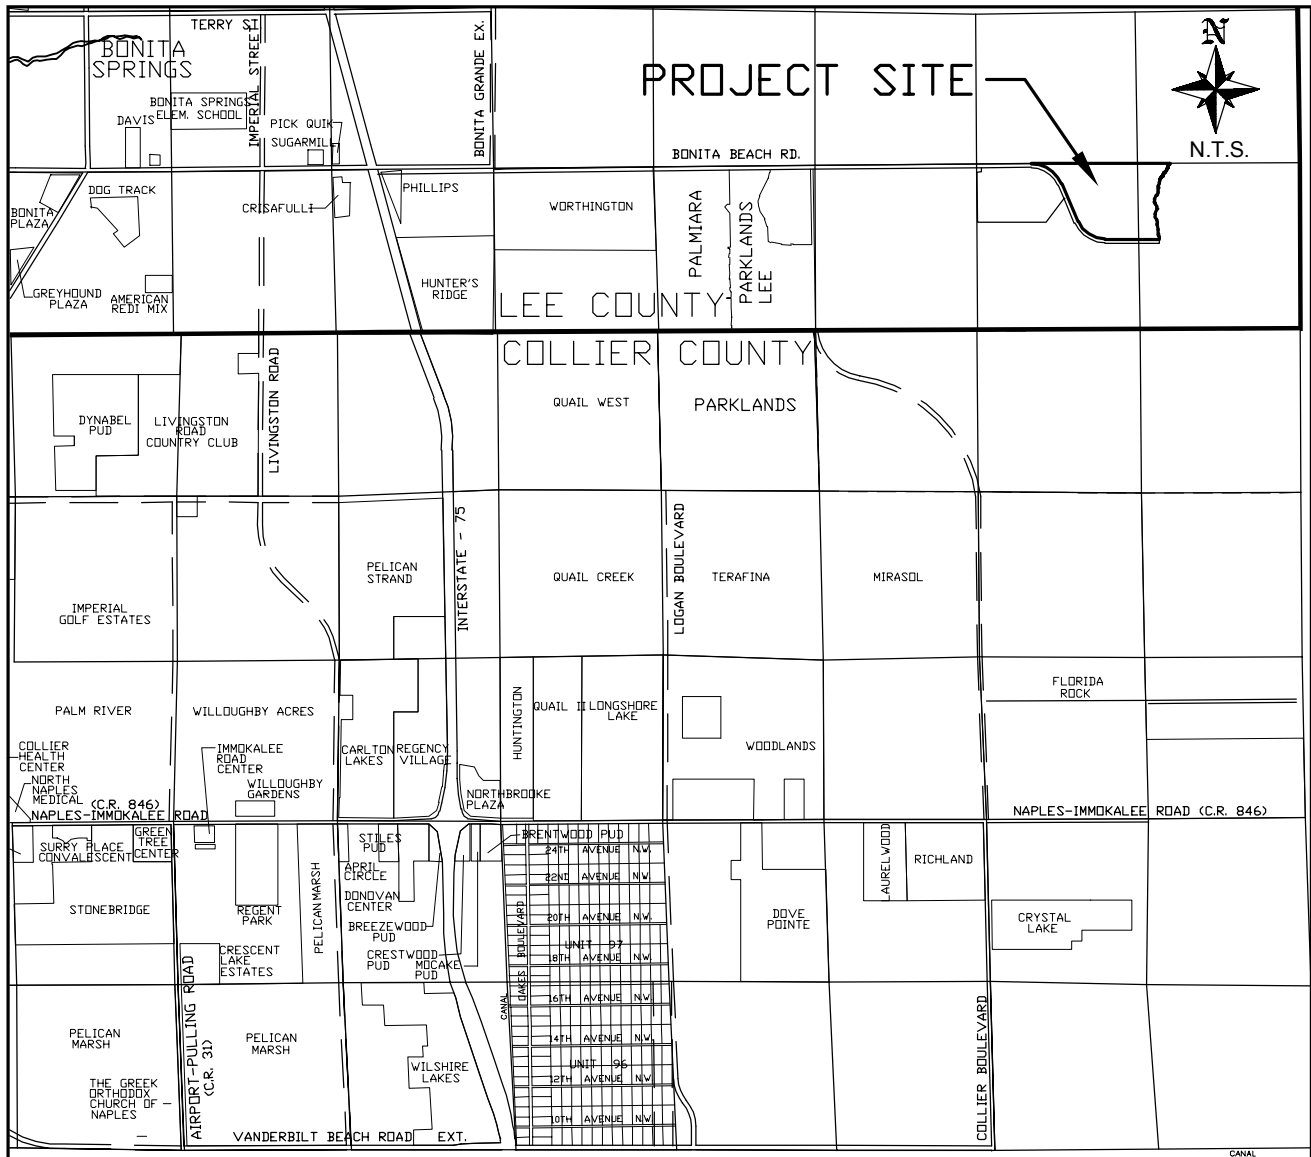 TERRY ST.
BONITA
SPRINGS
IMPERIAL STREET
BONITA GRANDE EX.
PROJECT SITE
N
N.T.S.
BONITA SPRINGS
ELEM. SCHOOL
DAVIS
PICK QUIK
SUGARMILL
BONITA BEACH RD.
DOG TRACK
BONITA
PLAZA
CRISAFULLI
PHILLIPS
WORTHINGTON
PALMIARA
PARKLANDS
LEE
GREYHOUND
PLAZA
AMERICAN
REDI MIX
HUNTER'S
RIDGE
LEE COUNTY
COLLIER COUNTY
DYNABEL
PUD
LIVINGSTON
ROAD
COUNTRY CLUB
LIVINGSTON ROAD
QUAIL WEST
PARKLANDS
INTERSTATE - 75
LOGAN BOULEVARD
PELICAN
STRAND
QUAIL CREEK
TERAFINA
MIRASOL
IMPERIAL
GOLF ESTATES
PALM RIVER
WILLOUGHBY ACRES
HUNTINGTON
QUAIL II
LONGSHORE
LAKE
FLORIDA
ROCK
COLLIER
HEALTH
CENTER
NORTH
NAPLES
MEDICAL
IMMOKALEE
ROAD
CENTER
WILLOUGHBY
GARDENS
CARLTON
LAKES
REGENCY
VILLAGE
WOODLANDS
NORTHBROOKE
PLAZA
(C.R. 846)
NAPLES-IMMOKALEE ROAD
NAPLES-IMMOKALEE ROAD (C.R. 846)
SURRY PLACE
CONVALESCENT
GREEN
TREE
CENTER
STILES
PUD
BRENTWOOD PUD
24TH AVENUE N.W.
22ND AVENUE N.W.
20TH AVENUE N.W.
UNIT 97
18TH AVENUE N.W.
16TH AVENUE N.W.
14TH AVENUE N.W.
UNIT 96
12TH AVENUE N.W.
10TH AVENUE N.W.
APRIL
CIRCLE
DONOVAN
CENTER
BREEZEWOOD
PUD
CRESTWOOD
PUD
MOCAKE
PUD
OAKES BOULEVARD
CANAL
LAURELWOOD
RICHLAND
STONEBRIDGE
REGENT
PARK
PELICAN MARSH
DOVE
POINTE
CRYSTAL
LAKE
CRESCENT
LAKE
ESTATES
AIRPORT-PULLING ROAD
(C.R. 31)
PELICAN
MARSH
PELICAN
MARSH
WILSHIRE
LAKES
COLLIER BOULEVARD
THE GREEK
ORTHODOX
CHURCH OF
NAPLES
VANDERBILT BEACH ROAD EXT.
CANAL